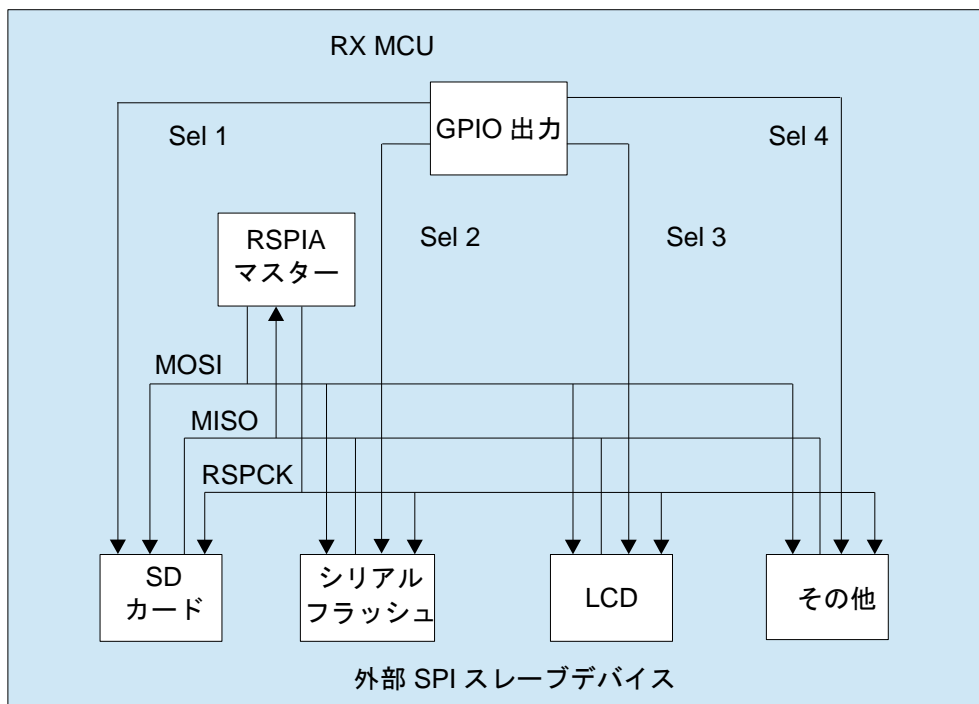 RX MCU
GPIO 出力
Sel 1
Sel 4
Sel 2
Sel 3
RSPIA
マスター
MOSI
MISO
RSPCK
SD
カード
シリアル
フラッシュ
LCD
その他
外部 SPI スレーブデバイス